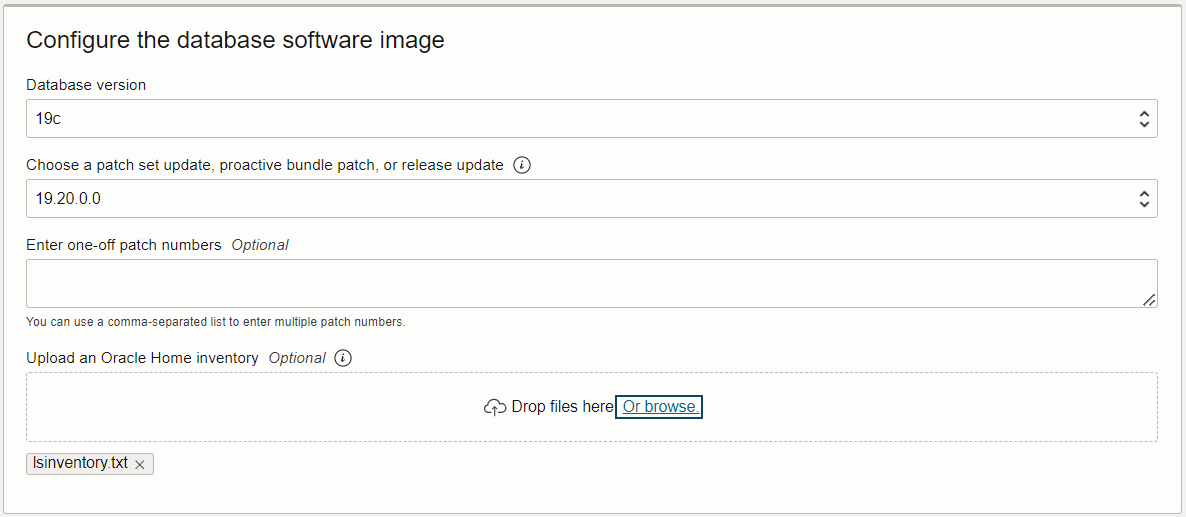 Configure the database software image
Database version
19c
Choose a patch set update, proactive bundle patch, or release update
19.20.0.0
Enter one-off patch numbers Optional
You can use a comma-separated list to enter multiple patch numbers.
Upload an Oracle Home inventory Optional
Drop files here Or browse.
lsinventory.txt